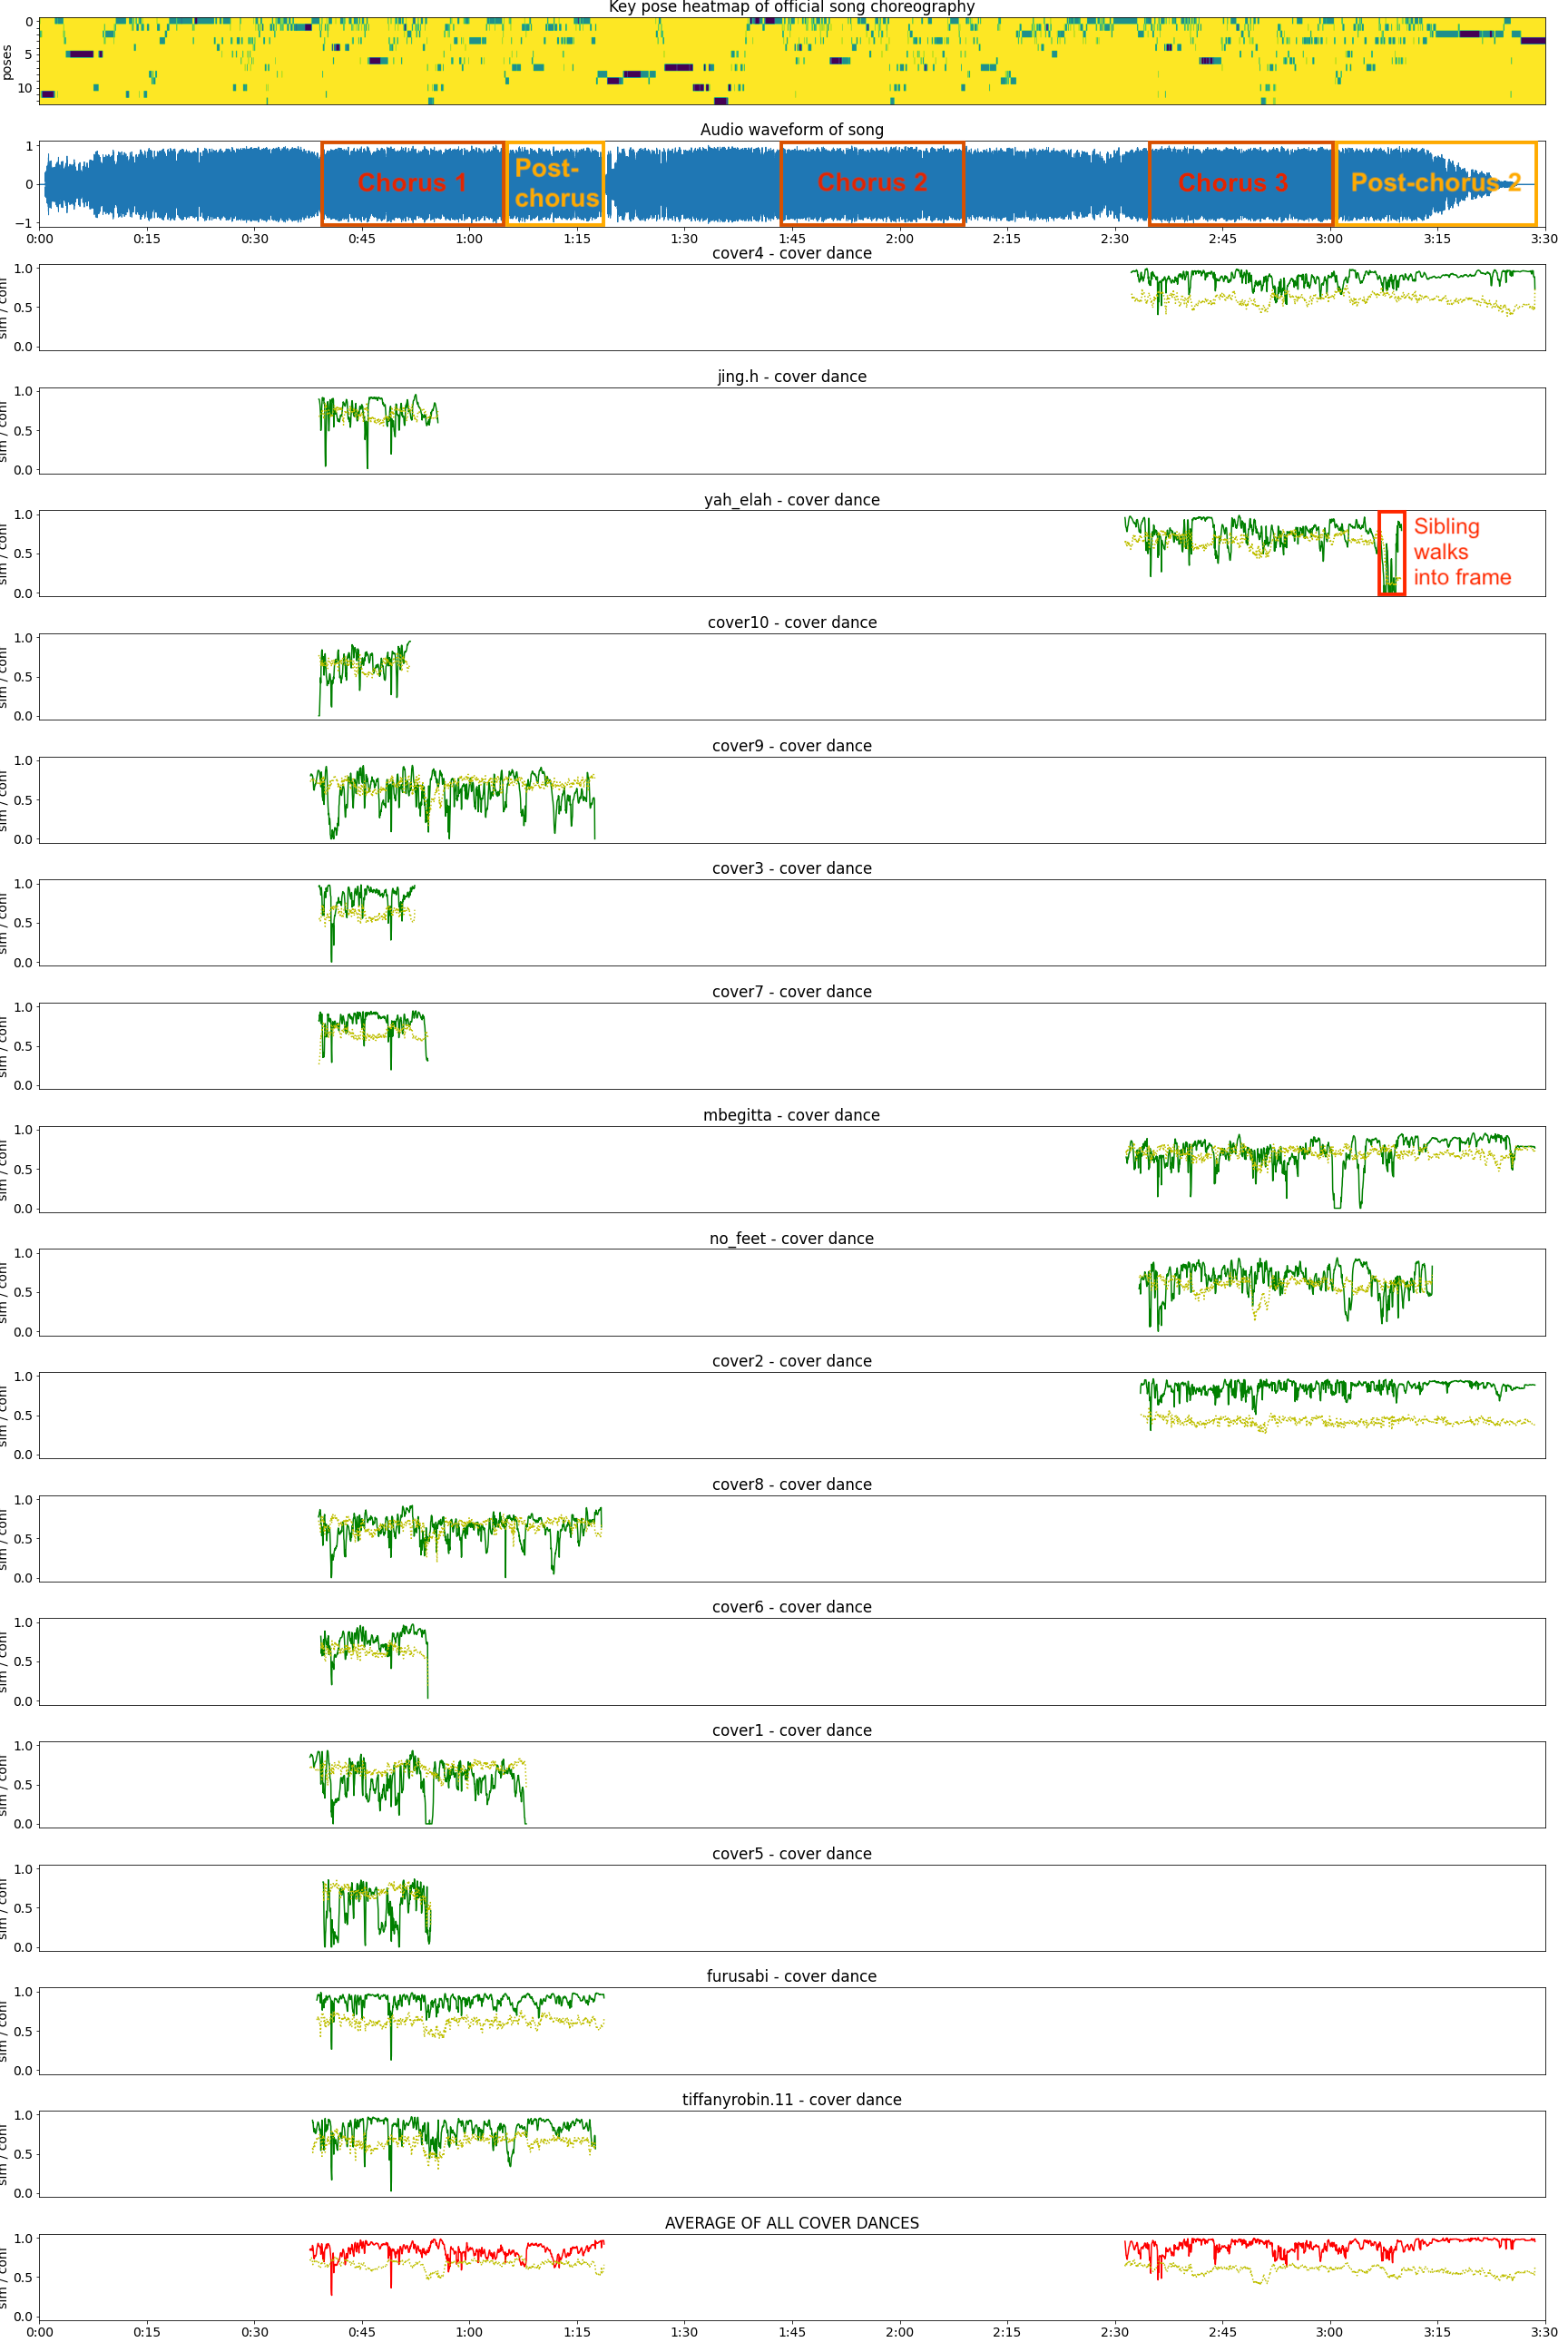 Key pose heatmap of official song choreography
poses
0
5
10
Audio waveform of song
1
0
−1
Chorus 1
Post-
chorus
Chorus 2
Chorus 3
Post-chorus 2
0:00 0:15 0:30 0:45 1:00 1:15 1:30 1:45 2:00 2:15 2:30 2:45 3:00 3:15 3:30
cover4 - cover dance
sim / conf
1.0
0.5
0.0
jing.h - cover dance
sim / conf
1.0
0.5
0.0
yah_elah - cover dance
sim / conf
1.0
0.5
0.0
Sibling
walks
into frame
cover10 - cover dance
sim / conf
1.0
0.5
0.0
cover9 - cover dance
sim / conf
1.0
0.5
0.0
cover3 - cover dance
sim / conf
1.0
0.5
0.0
cover7 - cover dance
sim / conf
1.0
0.5
0.0
mbegitta - cover dance
sim / conf
1.0
0.5
0.0
no_feet - cover dance
sim / conf
1.0
0.5
0.0
cover2 - cover dance
sim / conf
1.0
0.5
0.0
cover8 - cover dance
sim / conf
1.0
0.5
0.0
cover6 - cover dance
sim / conf
1.0
0.5
0.0
cover1 - cover dance
sim / conf
1.0
0.5
0.0
cover5 - cover dance
sim / conf
1.0
0.5
0.0
furusabi - cover dance
sim / conf
1.0
0.5
0.0
tiffanyrobin.11 - cover dance
sim / conf
1.0
0.5
0.0
AVERAGE OF ALL COVER DANCES
sim / conf
1.0
0.5
0.0
0:00 0:15 0:30 0:45 1:00 1:15 1:30 1:45 2:00 2:15 2:30 2:45 3:00 3:15 3:30